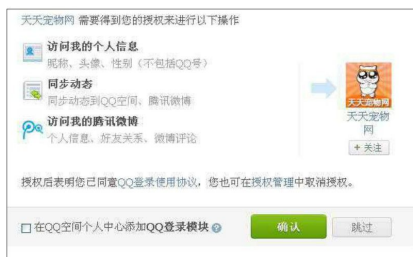 天天宠物网 需要得到您的授权来进行以下操作
访问我的个人信息
昵称、头像、性别（不包括QQ号）
同步动态
同步动态到QQ空间、腾讯微博
访问我的腾讯微博
个人信息、好友关系、微博评论
天天宠物网
天天宠物
网
+ 关注
授权后表明您已同意QQ登录使用协议，您也可在授权管理中取消授权。
在QQ空间个人中心添加QQ登录模块
确认
跳过